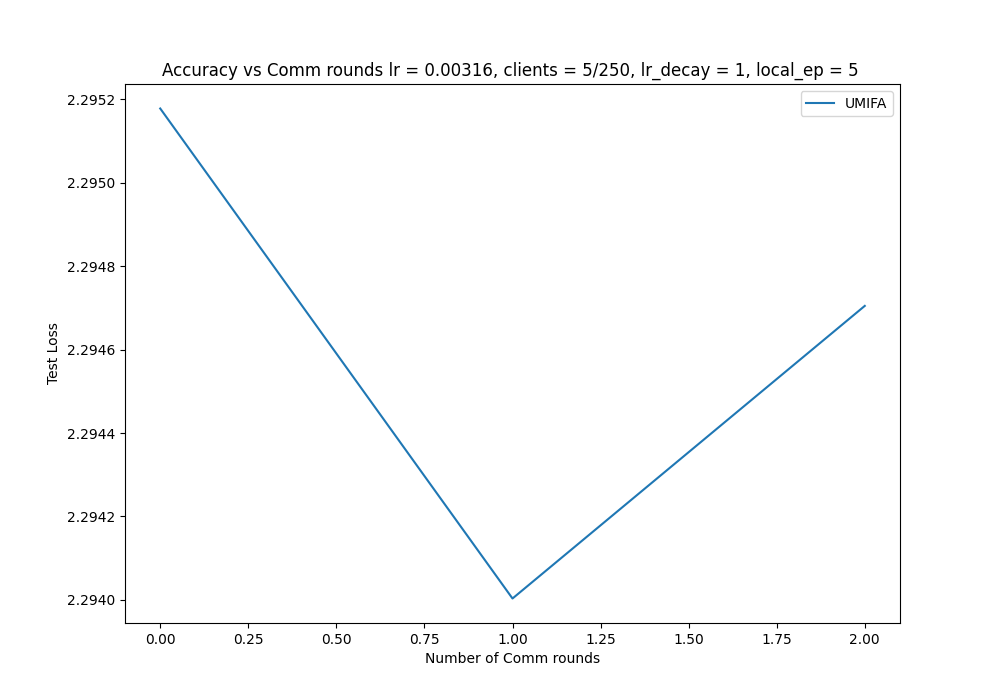 Accuracy vs Comm rounds lr = 0.00316, clients = 5/250, lr_decay = 1, local_ep = 5
UMIFA
2.2952
2.2950
2.2948
2.2946
2.2944
2.2942
2.2940
Test Loss
0.00 0.25 0.50 0.75 1.00 1.25 1.50 1.75 2.00
Number of Comm rounds